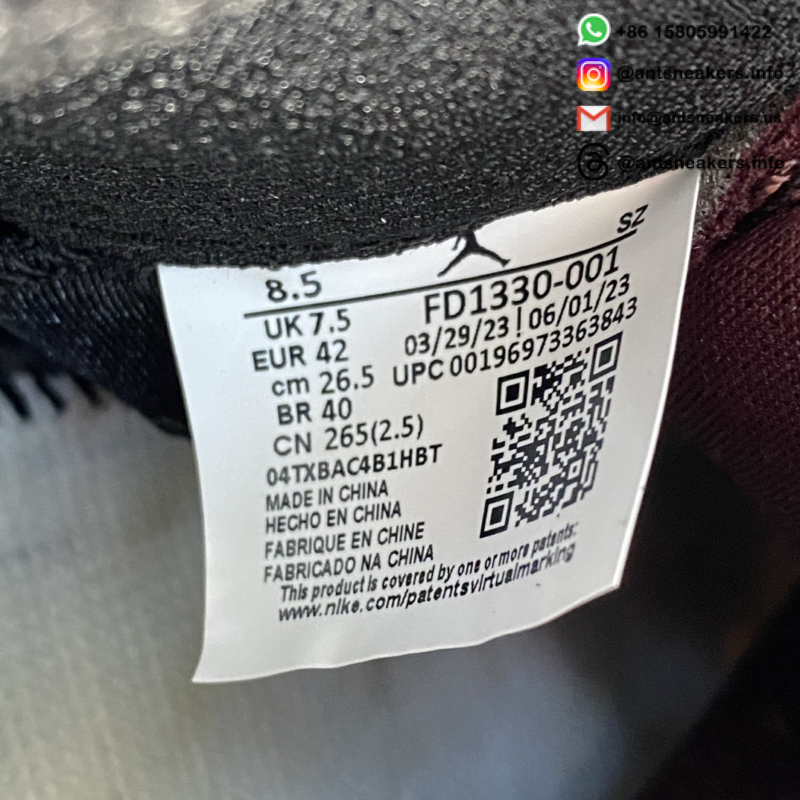 +86 15805991422
@antsneakers.info
info@antsneakers.us
@antsneakers.info
SZ
8.5
FD1330-001
UK 7.5
03/29/23 | 06/01/23
EUR 42
UPC 00196973363843
cm 26.5
BR 40
CN 265(2.5)
04TXBAC4B1HBT
MADE IN CHINA
HECHO EN CHINA
FABRIQUE EN CHINE
FABRICADO NA CHINA
This product is covered by one or more patents:
www.nike.com/patentsvirtualmarking